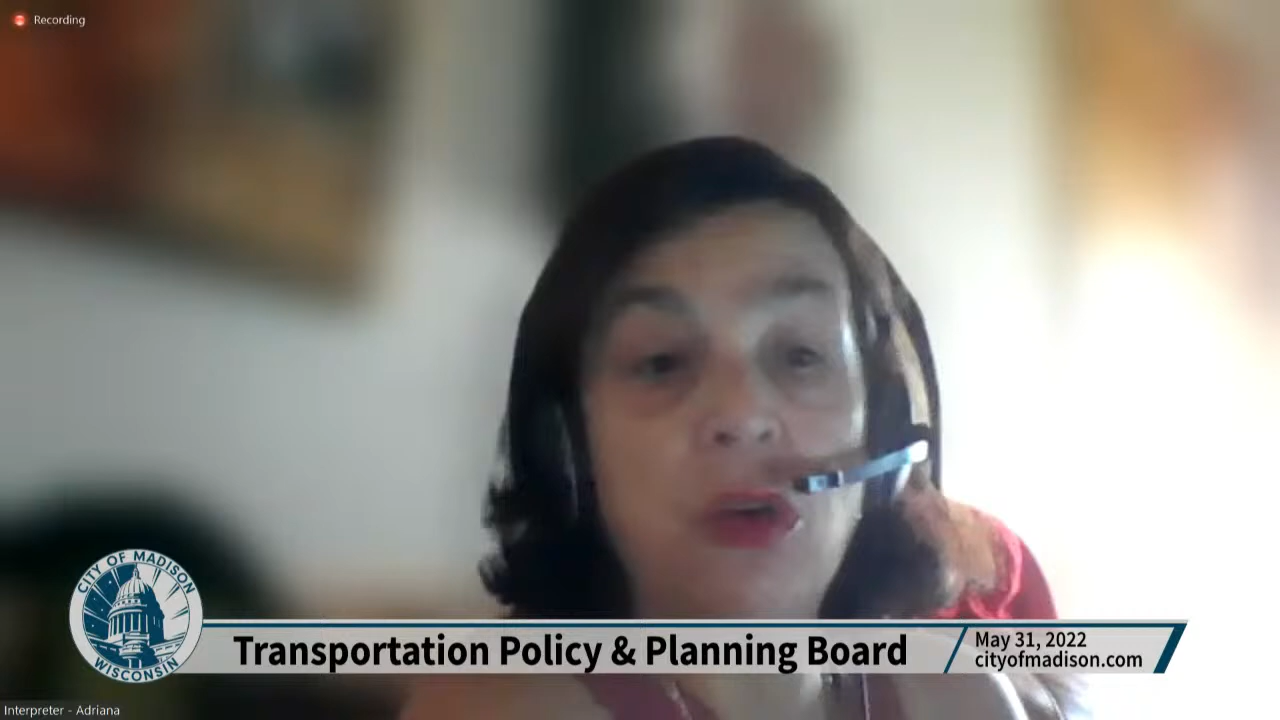 Recording
CITY OF MADISON
WISCONSIN
Transportation Policy & Planning Board
May 31, 2022
cityofmadison.com
Interpreter - Adriana